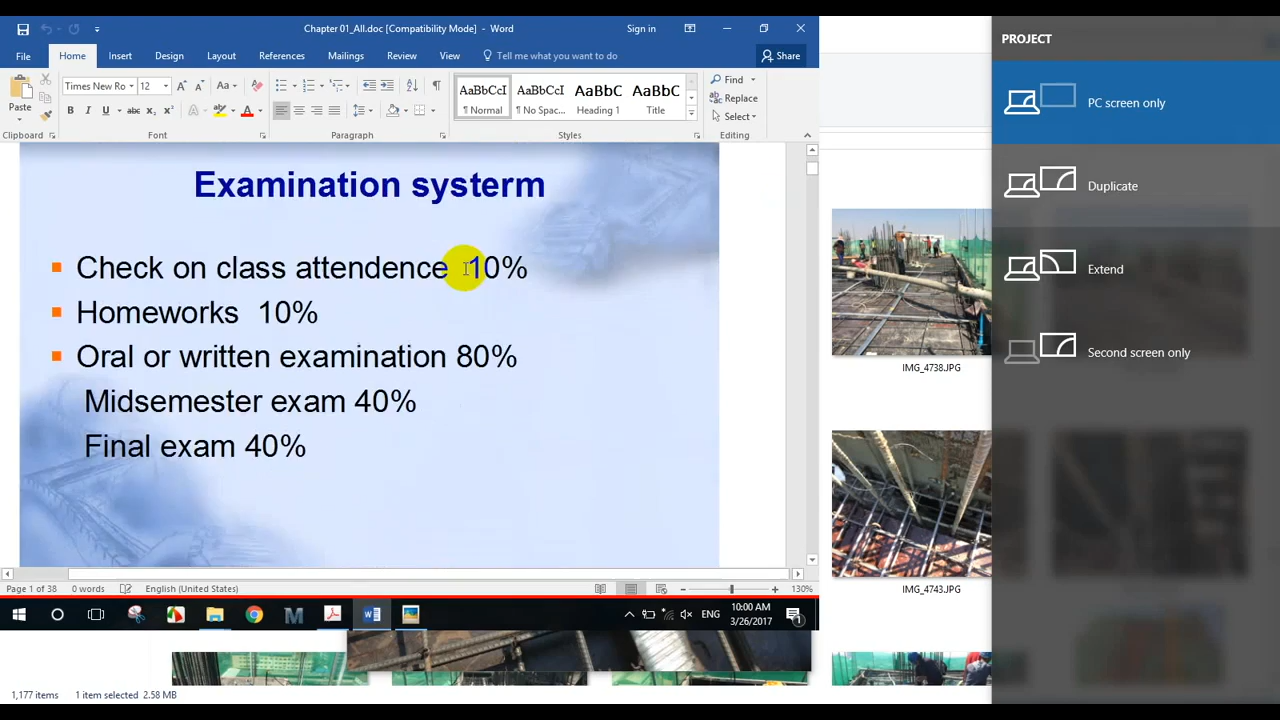 Chapter 01_All.doc [Compatibility Mode] - Word
Sign in
File
Home
Insert
Design
Layout
References
Mailings
Review
View
Tell me what you want to do
Share
Paste
Clipboard
Times New Ro
12
Font
Paragraph
AaBbCcI
¶ Normal
AaBbCcI
¶ No Spac...
AaBbC
Heading 1
AaBbC
Title
Styles
Find
Replace
Select
Editing
Examination systerm
Check on class attendence 10%
Homeworks 10%
Oral or written examination 80%
Midsemester exam 40%
Final exam 40%
Page 1 of 38
0 words
English (United States)
130%
ENG
10:00 AM
3/26/2017
1,177 items
1 item selected 2.58 MB
IMG_4738.JPG
IMG_4743.JPG
PROJECT
PC screen only
Duplicate
Extend
Second screen only